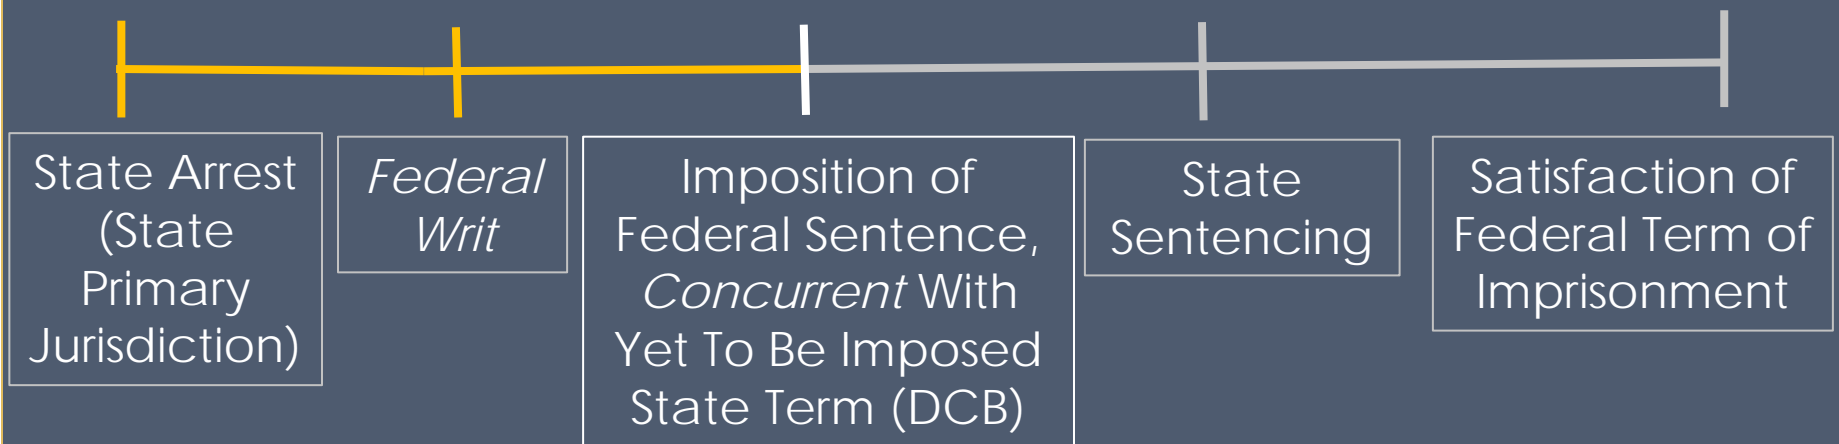 State Arrest
(State
Primary
Jurisdiction)
Federal
Writ
Imposition of
Federal Sentence,
Concurrent With
Yet To Be Imposed
State Term (DCB)
State
Sentencing
Satisfaction of
Federal Term of
Imprisonment